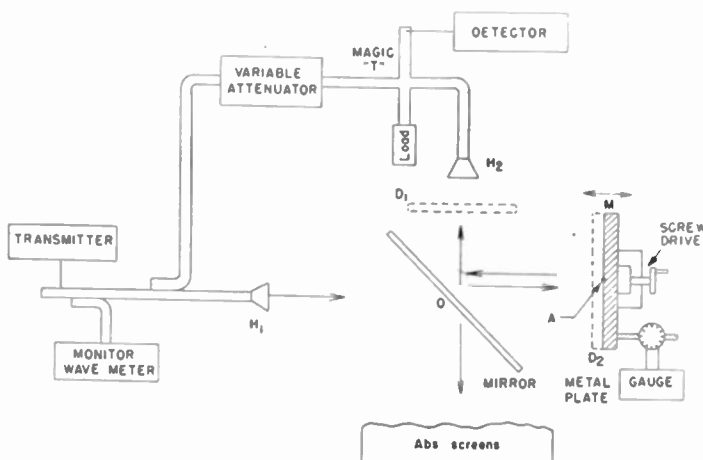 DETECTOR
MAGIC
"T"
VARIABLE
ATTENUATOR
Load
H2
D1
M
SCREW
DRIVE
TRANSMITTER
O
A
H1
D2
MONITOR
WAVE METER
MIRROR
METAL
PLATE
GAUGE
Abs screens